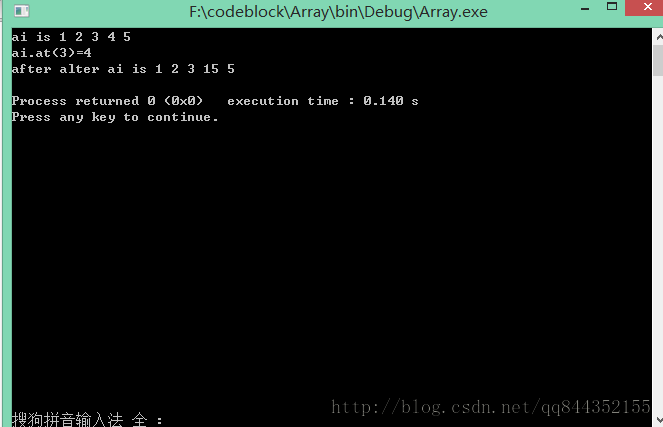 F:\codeblock\Array\bin\Debug\Array.exe
ai is 1 2 3 4 5
ai.at(3)=4
after alter ai is 1 2 3 15 5
Process returned 0 (0x0)   execution time : 0.140 s
Press any key to continue.
http://blog.csdn.net/qq844352155
搜狗拼音输入法 全 :